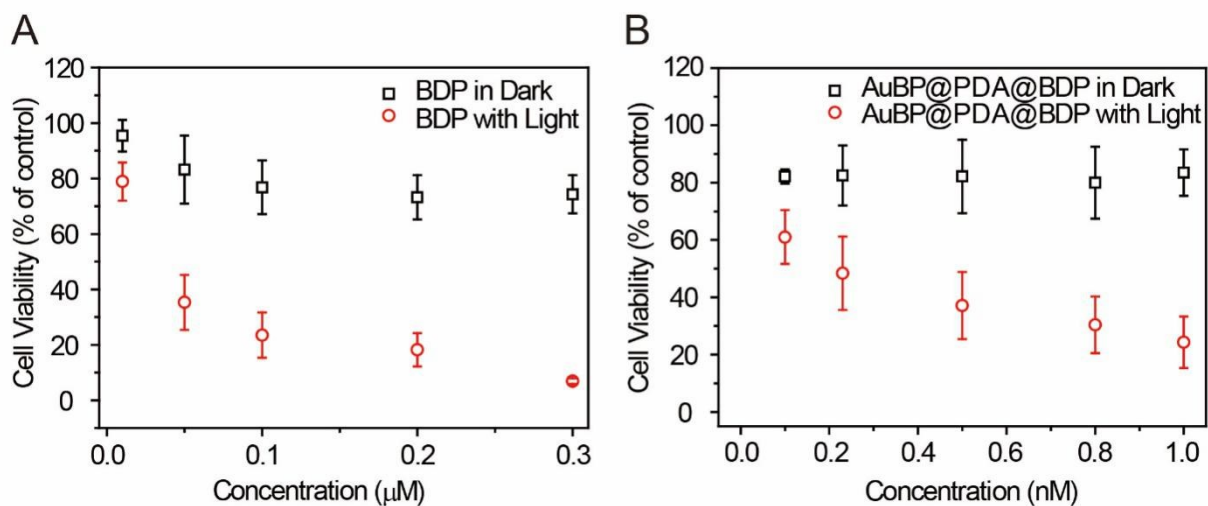 A
Cell Viability (% of control)
120
100
80
60
40
20
0
BDP in Dark
BDP with Light
0.0 0.1 0.2 0.3
Concentration (μM)
B
Cell Viability (% of control)
120
100
80
60
40
20
0
AuBP@PDA@BDP in Dark
AuBP@PDA@BDP with Light
0.0 0.2 0.4 0.6 0.8 1.0
Concentration (nM)